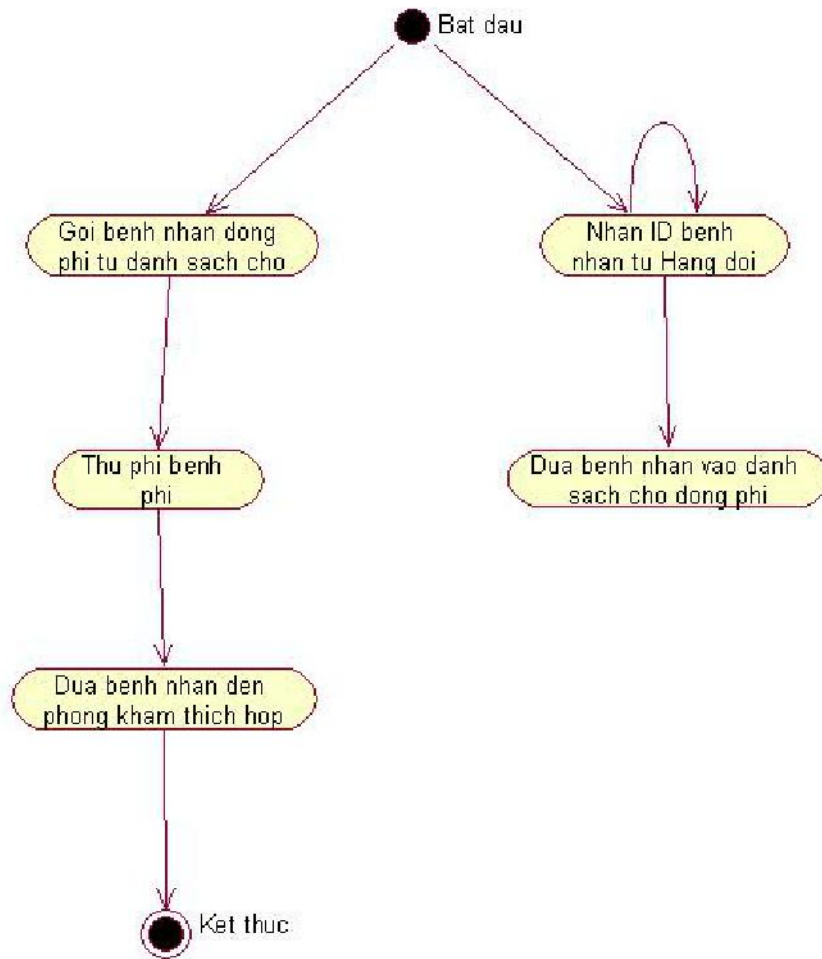 Bat dau
Goi benh nhan dong
phi tu danh sach cho
Nhan ID benh
nhan tu Hang doi
Thu phi benh
phi
Dua benh nhan vao danh
sach cho dong phi
Dua benh nhan den
phong kham thich hop
Ket thuc